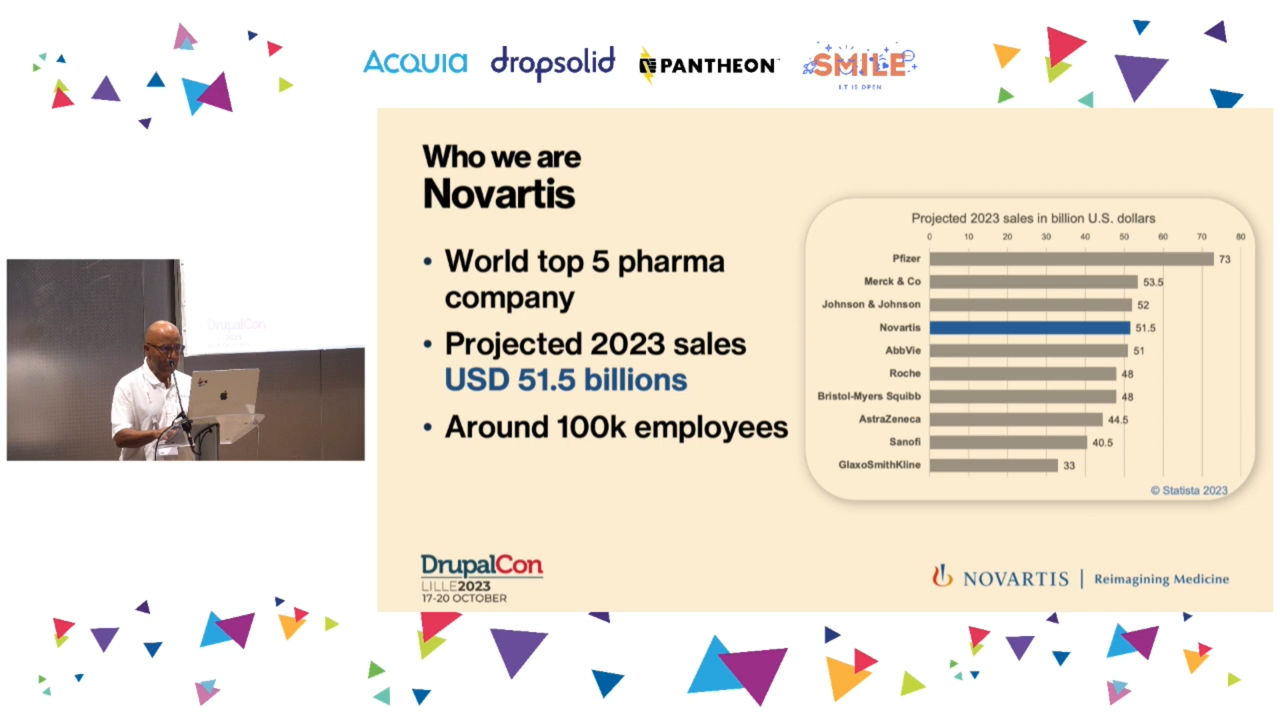 ACQUIA dropsolid PANTHEON SMILE
I.T IS OPEN
Who we are
Novartis
• World top 5 pharma
company
• Projected 2023 sales
USD 51.5 billions
• Around 100k employees
Projected 2023 sales in billion U.S. dollars
0 10 20 30 40 50 60 70 80
Pfizer 73
Merck & Co 53.5
Johnson & Johnson 52
Novartis 51.5
AbbVie 51
Roche 48
Bristol-Myers Squibb 48
AstraZeneca 44.5
Sanofi 40.5
GlaxoSmithKline 33
© Statista 2023
DrupalCon
DrupalCon
LILLE2023
17-20 OCTOBER
NOVARTIS | Reimagining Medicine